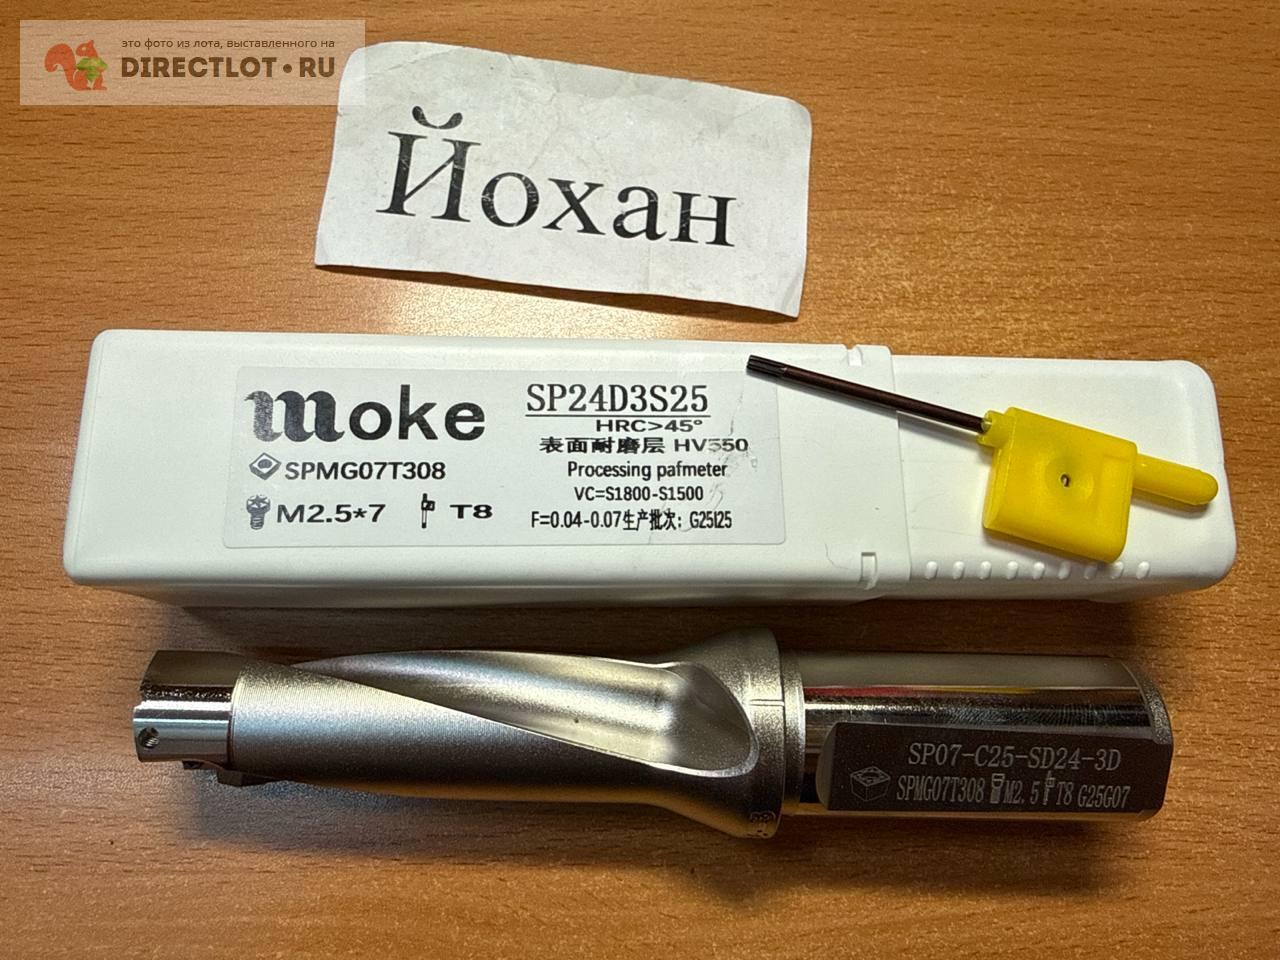 это фото из лота, выставленного на
DIRECTLOT•RU
Йохан
moke
SPMG07T308
M2.5*7 T8
SP24D3S25
HRC>45°
表面耐磨层 HV550
Processing pafmeter
VC=S1800-S1500
F=0.04-0.07生产批次: G25I25
SP07-C25-SD24-3D
SPMG07T308 M2.5 T8 G25G07